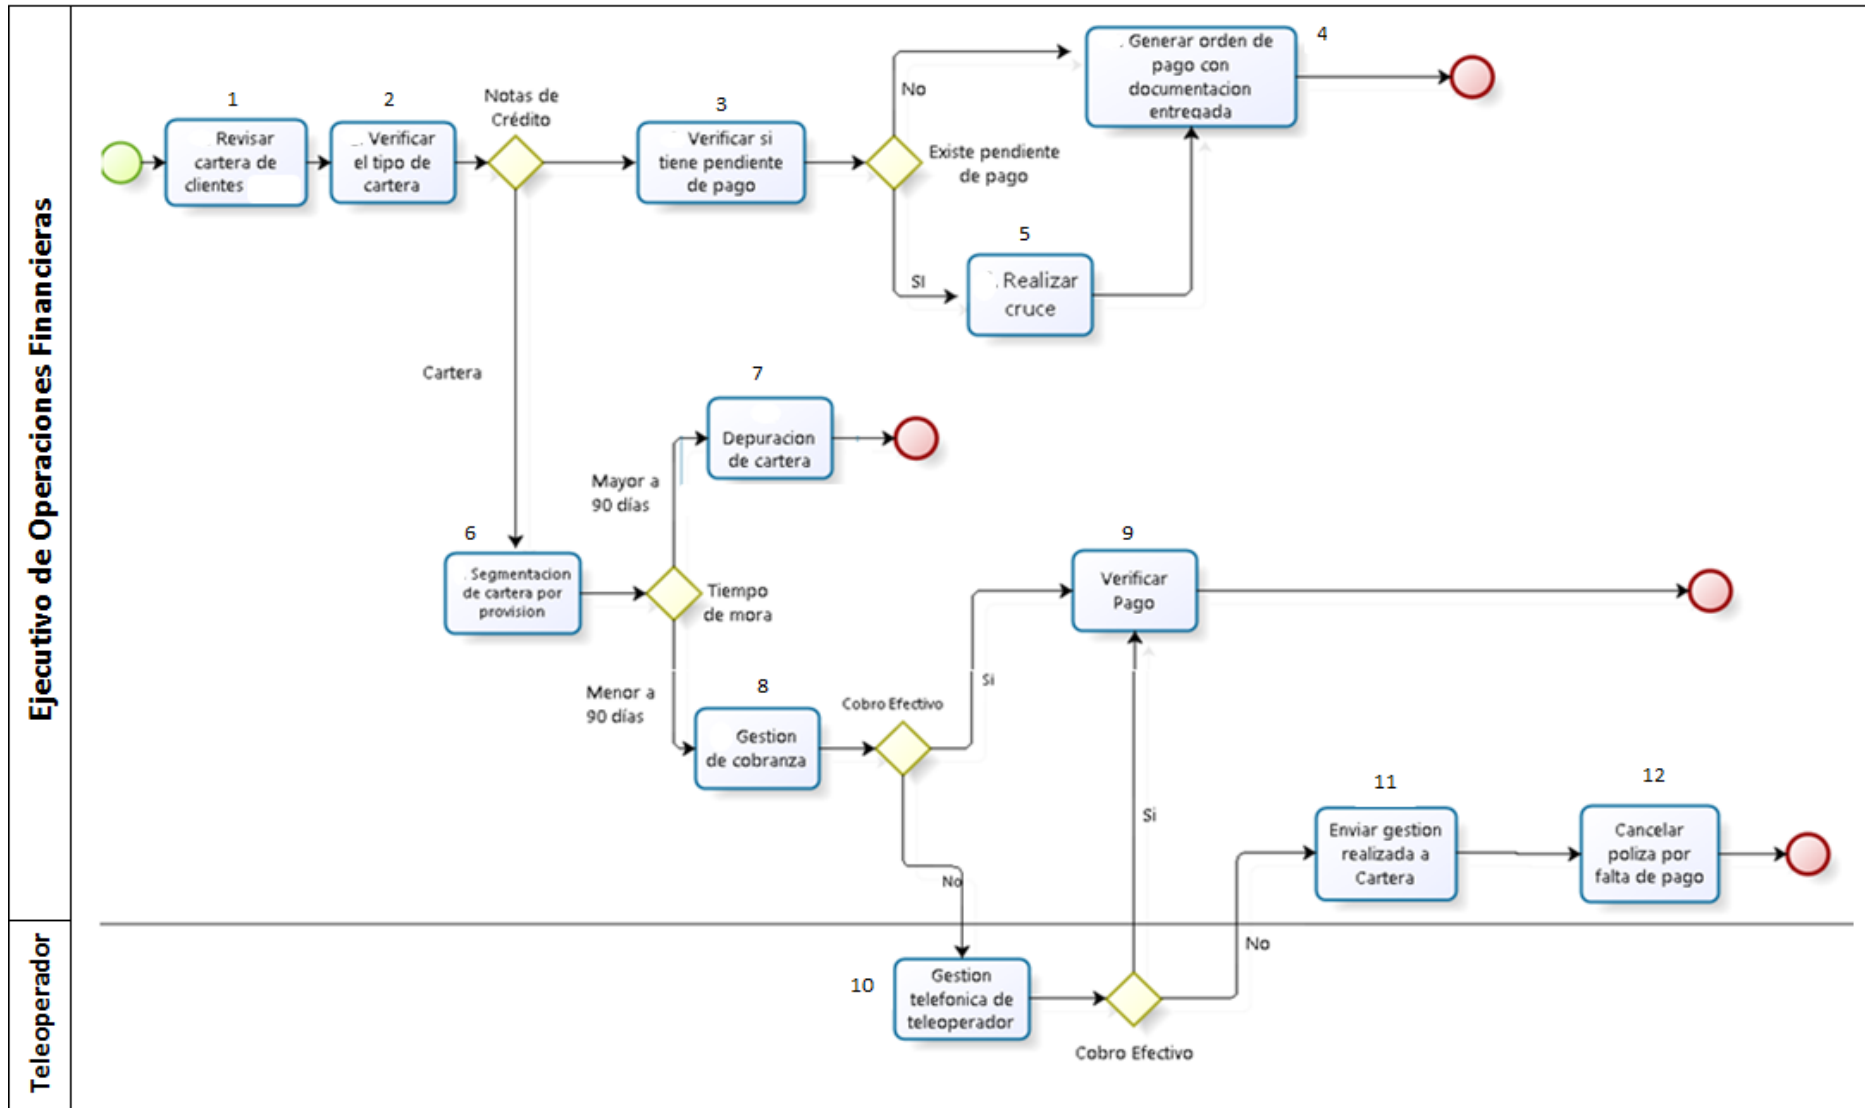 Ejecutivo de Operaciones Financieras
Teleoperador
1
. Revisar
cartera de
clientes
2
. Verificar
el tipo de
cartera
Notas de
Crédito
3
Verificar si
tiene pendiente
de pago
No
Existe pendiente
de pago
SI
4
. Generar orden de
pago con
documentacion
entregada
5
. Realizar
cruce
Cartera
6
. Segmentacion
de cartera por
provision
Tiempo
de mora
Mayor a
90 días
7
Depuracion
de cartera
Menor a
90 días
8
Gestion
de cobranza
Cobro Efectivo
Si
9
Verificar
Pago
No
10
Gestion
telefonica de
teleoperador
Cobro Efectivo
Si
No
11
Enviar gestion
realizada a
Cartera
12
Cancelar
poliza por
falta de pago